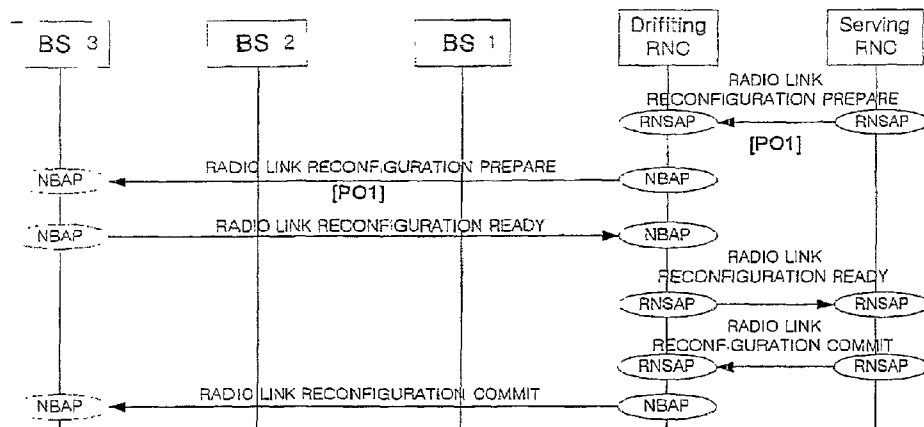 BS 3
BS 2
BS 1
Drifiting
RNC
Serving
RNC
RADIO LINK
RECONFIGURATION PREPARE
RNSAP
RNSAP
[PO1]
RADIO LINK RECONFIGURATION PREPARE
NBAP
NBAP
[PO1]
RADIO LINK RECONFIGURATION READY
NBAP
NBAP
RADIO LINK
RECONFIGURATION READY
RNSAP
RNSAP
RADIO LINK
RECONFIGURATION COMMIT
RNSAP
RNSAP
RADIO LINK RECONFIGURATION COMMIT
NBAP
NBAP